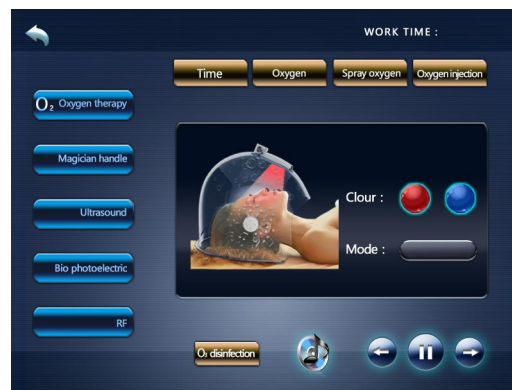 WORK TIME :
Time
Oxygen
Spray oxygen
Oxygen injection
O2 Oxygen therapy
Magician handle
Ultrasound
Bio photoelectric
RF
Clour :
Mode :
O3 disinfection